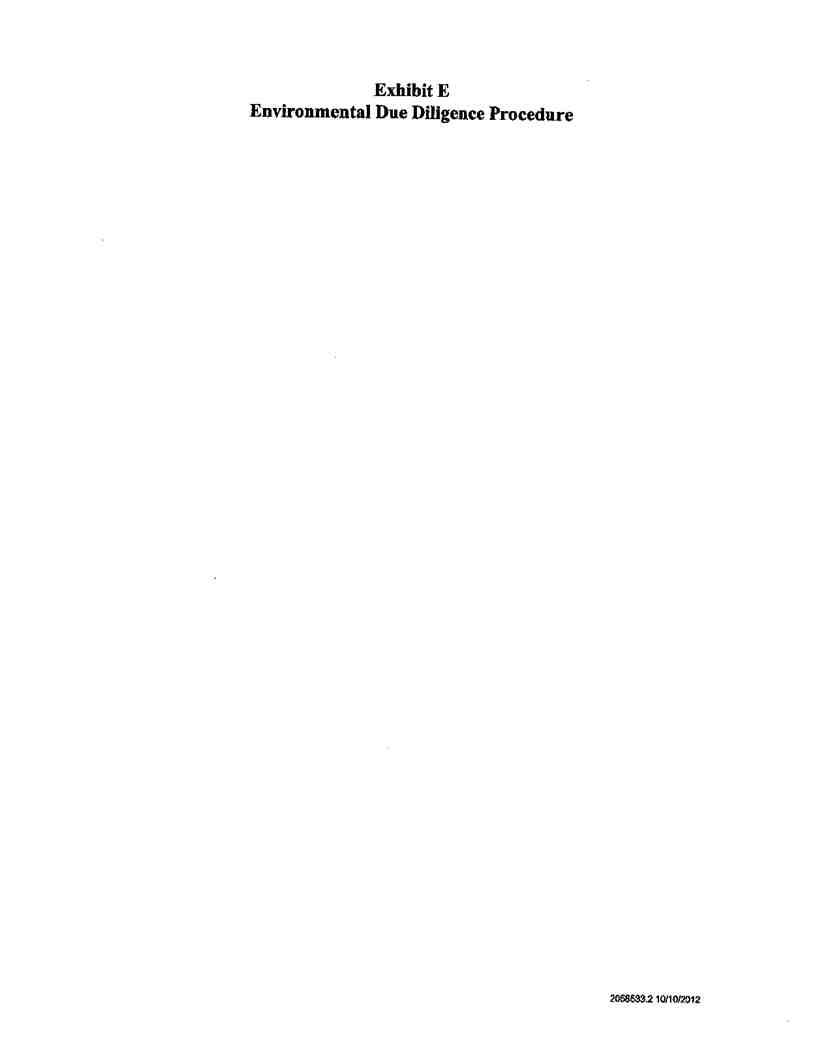 Exhibit E
Environmental Due Diligence Procedure
2058533.2 10/10/2012